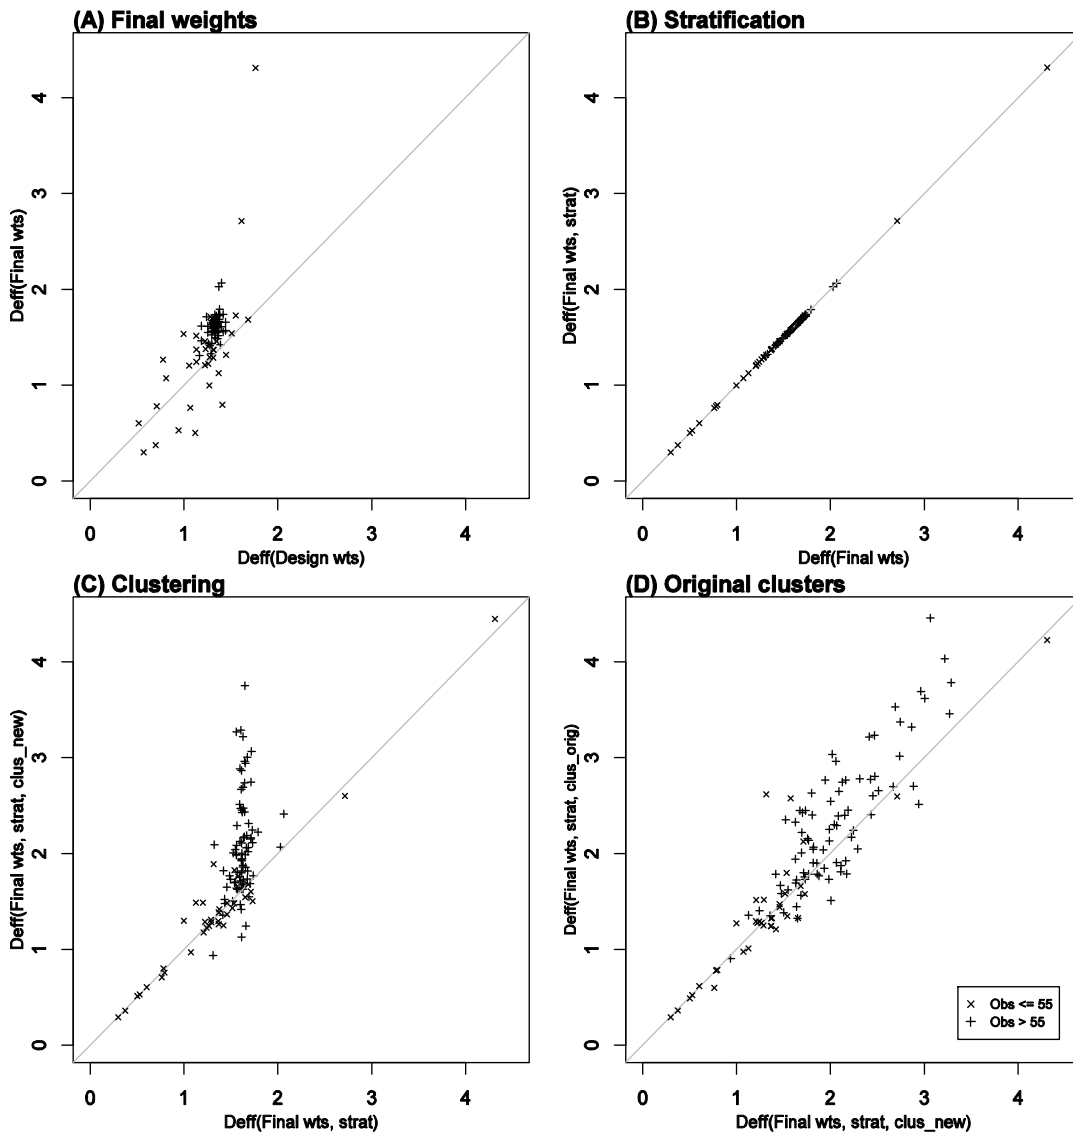 (A) Final weights
Deff(Final wts)
4
3
2
1
0
0 1 2 3 4
Deff(Design wts)
(B) Stratification
Deff(Final wts, strat)
4
3
2
1
0
0 1 2 3 4
Deff(Final wts)
(C) Clustering
Deff(Final wts, strat, clus_new)
4
3
2
1
0
0 1 2 3 4
Deff(Final wts, strat)
(D) Original clusters
Deff(Final wts, strat, clus_orig)
4
3
2
1
0
Obs <= 55
Obs > 55
0 1 2 3 4
Deff(Final wts, strat, clus_new)